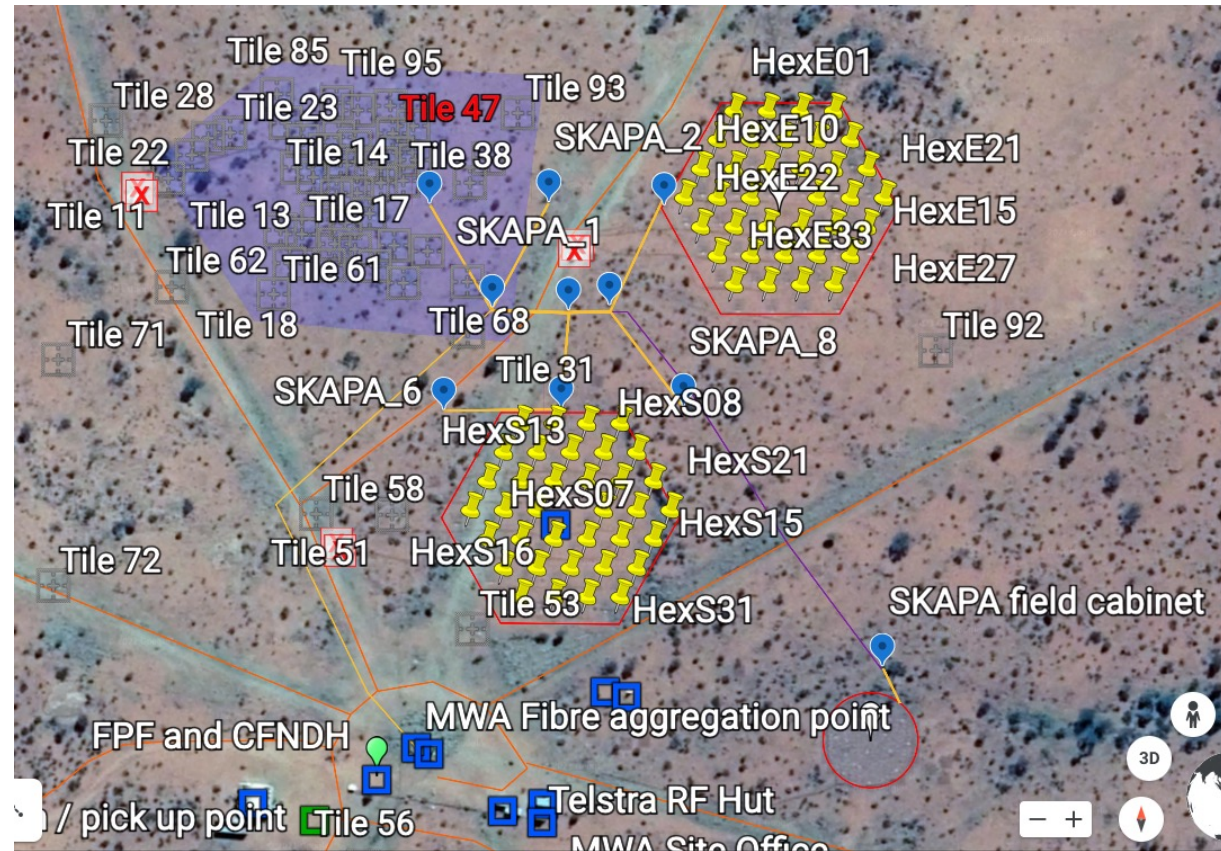 Tile 85
Tile 95
HexE01
Tile 28
Tile 23
Tile 47
Tile 93
SKAPA_2
HexE10
HexE21
Tile 22
Tile 14
Tile 38
HexE22
X
Tile 11
Tile 13
Tile 17
SKAPA_1
X
HexE33
HexE15
Tile 62
Tile 61
HexE27
Tile 71
Tile 18
Tile 68
Tile 92
SKAPA_8
Tile 31
SKAPA_6
HexS08
HexS13
HexS21
Tile 58
HexS07
HexS15
Tile 51
HexS16
Tile 72
Tile 53
HexS31
SKAPA field cabinet
MWA Fibre aggregation point
FPF and CFNDH
3D
/ pick up point
Tile 56
Telstra RF Hut
MWA Site Office